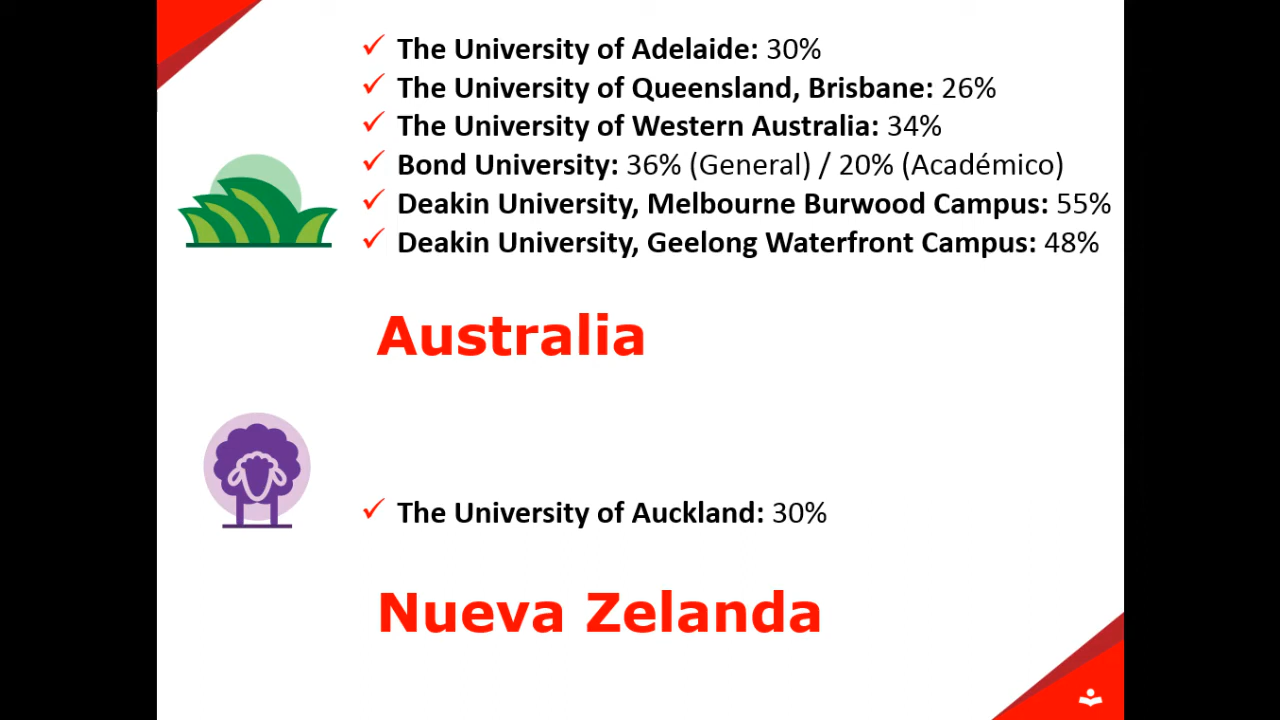 The University of Adelaide: 30%
The University of Queensland, Brisbane: 26%
The University of Western Australia: 34%
Bond University: 36% (General) / 20% (Académico)
Deakin University, Melbourne Burwood Campus: 55%
Deakin University, Geelong Waterfront Campus: 48%
Australia
The University of Auckland: 30%
Nueva Zelanda